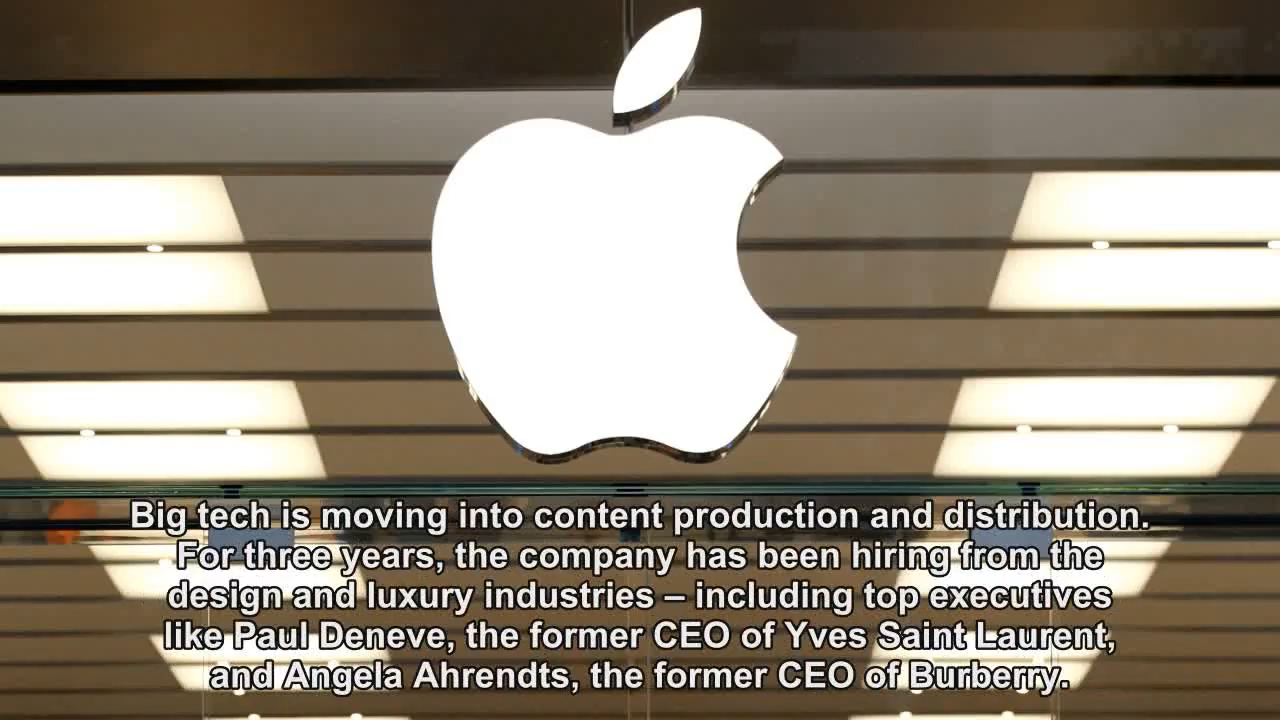 Big tech is moving into content production and distribution.
For three years, the company has been hiring from the
design and luxury industries – including top executives
like Paul Deneve, the former CEO of Yves Saint Laurent,
and Angela Ahrendts, the former CEO of Burberry.